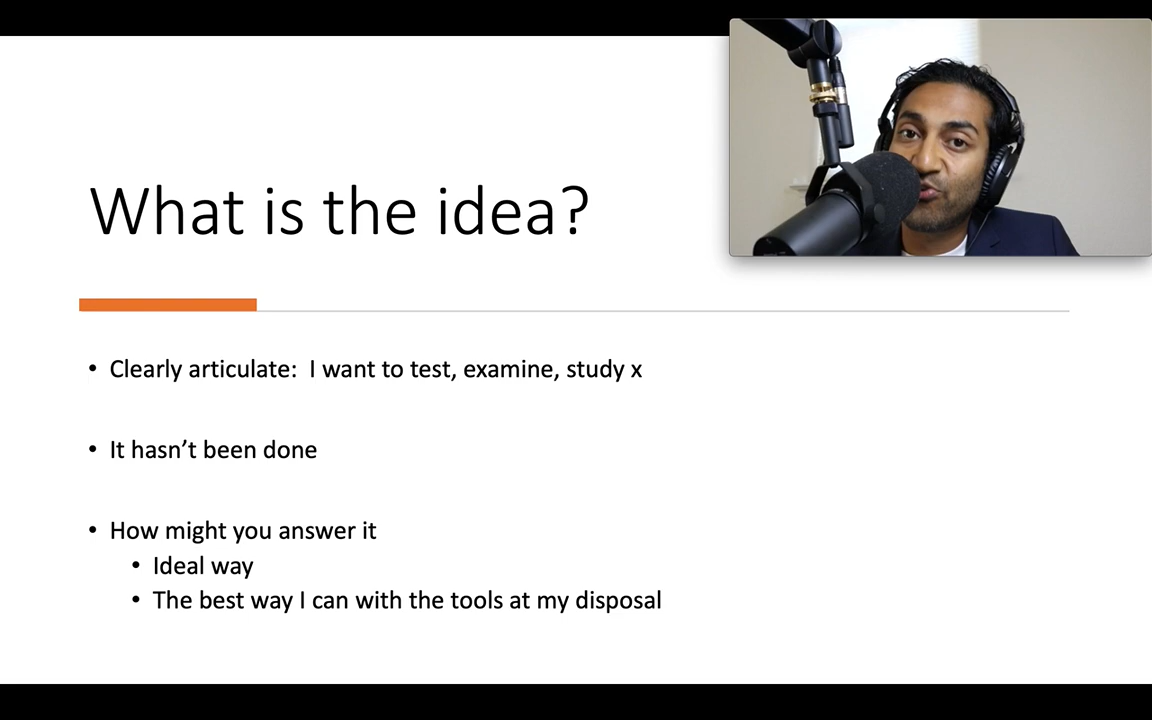 What is the idea?
• Clearly articulate:  I want to test, examine, study x
• It hasn’t been done
• How might you answer it
• Ideal way
• The best way I can with the tools at my disposal